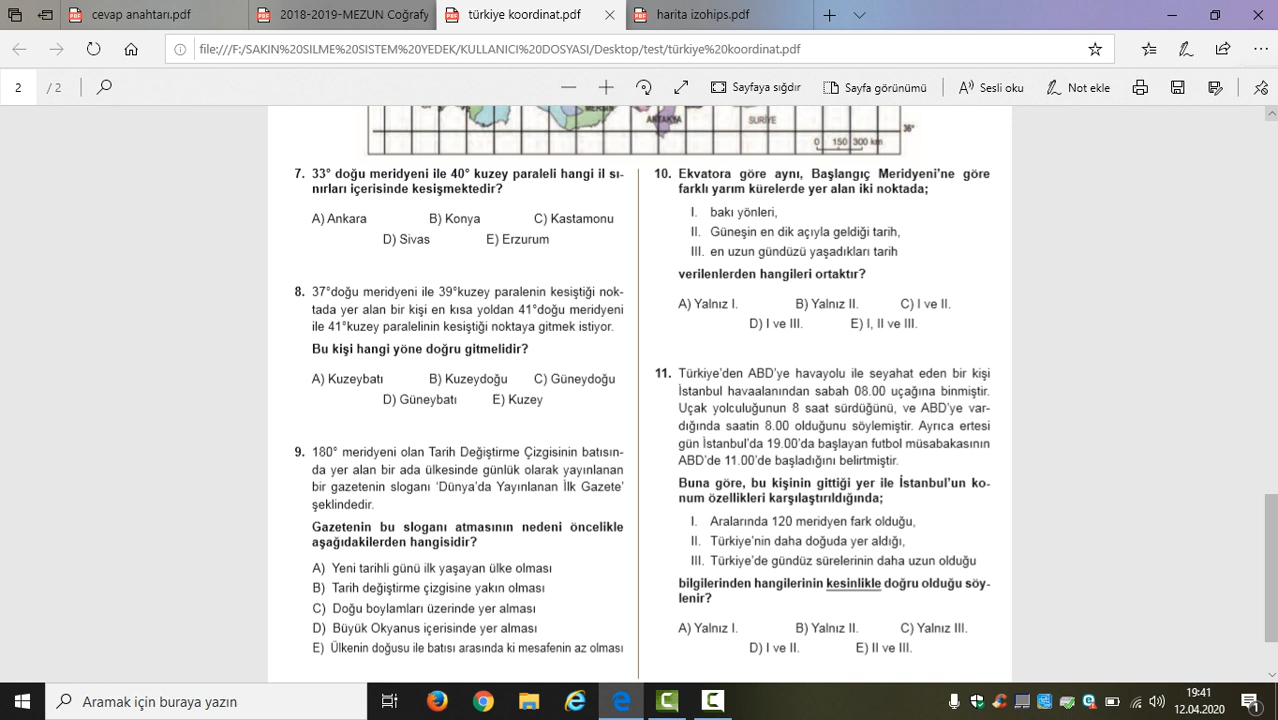 cevap anahtarı.pdf
2018-2019 Coğrafy
türkiye koordinat.pdf
harita izohips.pdf
file:///F:/SAKIN%20SILME%20SISTEM%20YEDEK/KULLANICI%20DOSYASI/Desktop/test/türkiye%20koordinat.pdf
2 / 2
Sayfaya sığdır
Sayfa görünümü
Sesli oku
Not ekle
MERSİN
ANTAKYA
SURİYE
36°
0 150 300 km
7. 33° doğu meridyeni ile 40° kuzey paraleli hangi il sı-
nırları içerisinde kesişmektedir?
A) Ankara B) Konya C) Kastamonu
D) Sivas E) Erzurum
8. 37°doğu meridyeni ile 39°kuzey paralenin kesiştiği nok-
tada yer alan bir kişi en kısa yoldan 41°doğu meridyeni
ile 41°kuzey paralelinin kesiştiği noktaya gitmek istiyor.
Bu kişi hangi yöne doğru gitmelidir?
A) Kuzeybatı B) Kuzeydoğu C) Güneydoğu
D) Güneybatı E) Kuzey
9. 180° meridyeni olan Tarih Değiştirme Çizgisinin batısın-
da yer alan bir ada ülkesinde günlük olarak yayınlanan
bir gazetenin sloganı ‘Dünya’da Yayınlanan İlk Gazete’
şeklindedir.
Gazetenin bu sloganı atmasının nedeni öncelikle
aşağıdakilerden hangisidir?
A) Yeni tarihli günü ilk yaşayan ülke olması
B) Tarih değiştirme çizgisine yakın olması
C) Doğu boylamları üzerinde yer alması
D) Büyük Okyanus içerisinde yer alması
E) Ülkenin doğusu ile batısı arasında ki mesafenin az olması
10. Ekvatora göre aynı, Başlangıç Meridyeni’ne göre
farklı yarım kürelerde yer alan iki noktada;
I. bakı yönleri,
II. Güneşin en dik açıyla geldiği tarih,
III. en uzun gündüzü yaşadıkları tarih
verilenlerden hangileri ortaktır?
A) Yalnız I. B) Yalnız II. C) I ve II.
D) I ve III. E) I, II ve III.
11. Türkiye’den ABD’ye havayolu ile seyahat eden bir kişi
İstanbul havaalanından sabah 08.00 uçağına binmiştir.
Uçak yolculuğunun 8 saat sürdüğünü, ve ABD’ye var-
dığında saatin 8.00 olduğunu söylemiştir. Ayrıca ertesi
gün İstanbul’da 19.00’da başlayan futbol müsabakasının
ABD’de 11.00’de başladığını belirtmiştir.
Buna göre, bu kişinin gittiği yer ile İstanbul’un ko-
num özellikleri karşılaştırıldığında;
I. Aralarında 120 meridyen fark olduğu,
II. Türkiye’nin daha doğuda yer aldığı,
III. Türkiye’de gündüz sürelerinin daha uzun olduğu
bilgilerinden hangilerinin kesinlikle doğru olduğu söy-
lenir?
A) Yalnız I. B) Yalnız II. C) Yalnız III.
D) I ve II. E) II ve III.
Aramak için buraya yazın
19:41
12.04.2020
1